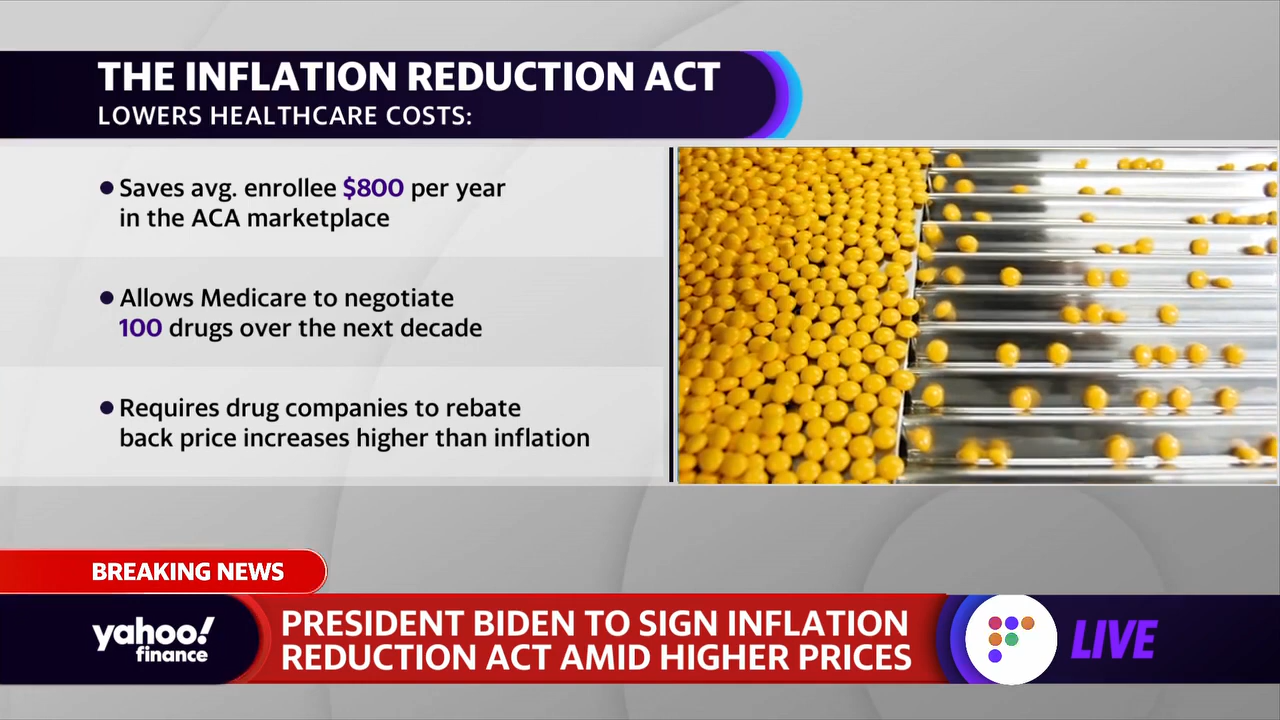 THE INFLATION REDUCTION ACT
LOWERS HEALTHCARE COSTS:
● Saves avg. enrollee $800 per year
in the ACA marketplace
● Allows Medicare to negotiate
100 drugs over the next decade
● Requires drug companies to rebate
back price increases higher than inflation
BREAKING NEWS
yahoo!
finance
PRESIDENT BIDEN TO SIGN INFLATION
REDUCTION ACT AMID HIGHER PRICES
LIVE